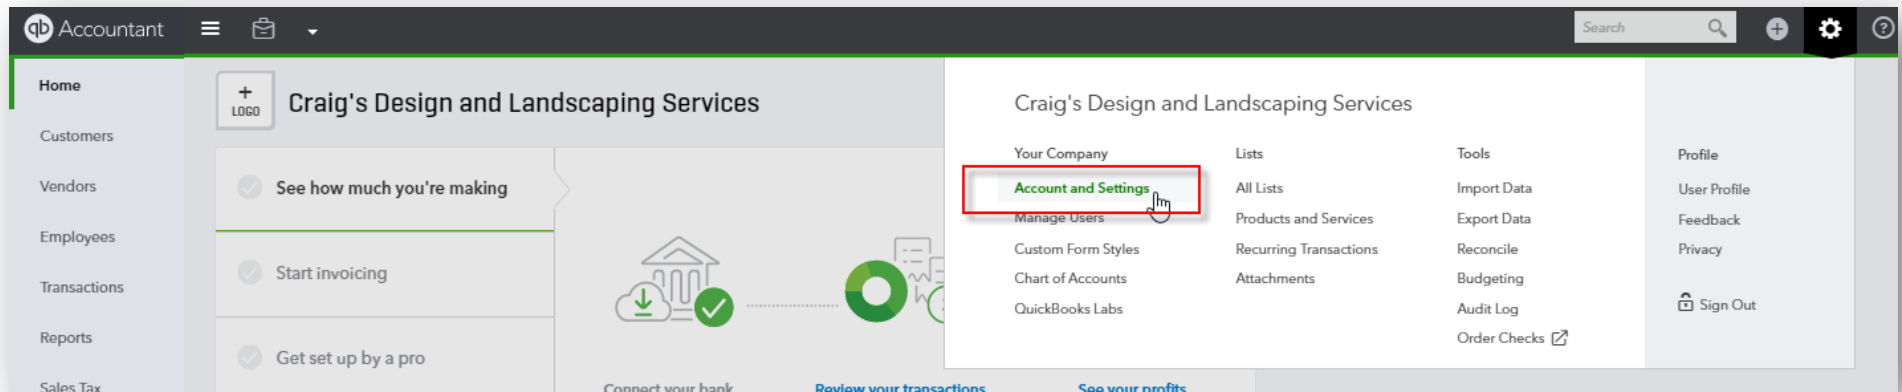 qb Accountant
Search
Home
Customers
Vendors
Employees
Transactions
Reports
Sales Tax
+
LOGO
Craig's Design and Landscaping Services
See how much you're making
Start invoicing
Get set up by a pro
Connect your bank
Review your transactions
See your profits
Craig's Design and Landscaping Services
Your Company
Account and Settings
Manage Users
Custom Form Styles
Chart of Accounts
QuickBooks Labs
Lists
All Lists
Products and Services
Recurring Transactions
Attachments
Tools
Import Data
Export Data
Reconcile
Budgeting
Audit Log
Order Checks
Profile
User Profile
Feedback
Privacy
Sign Out